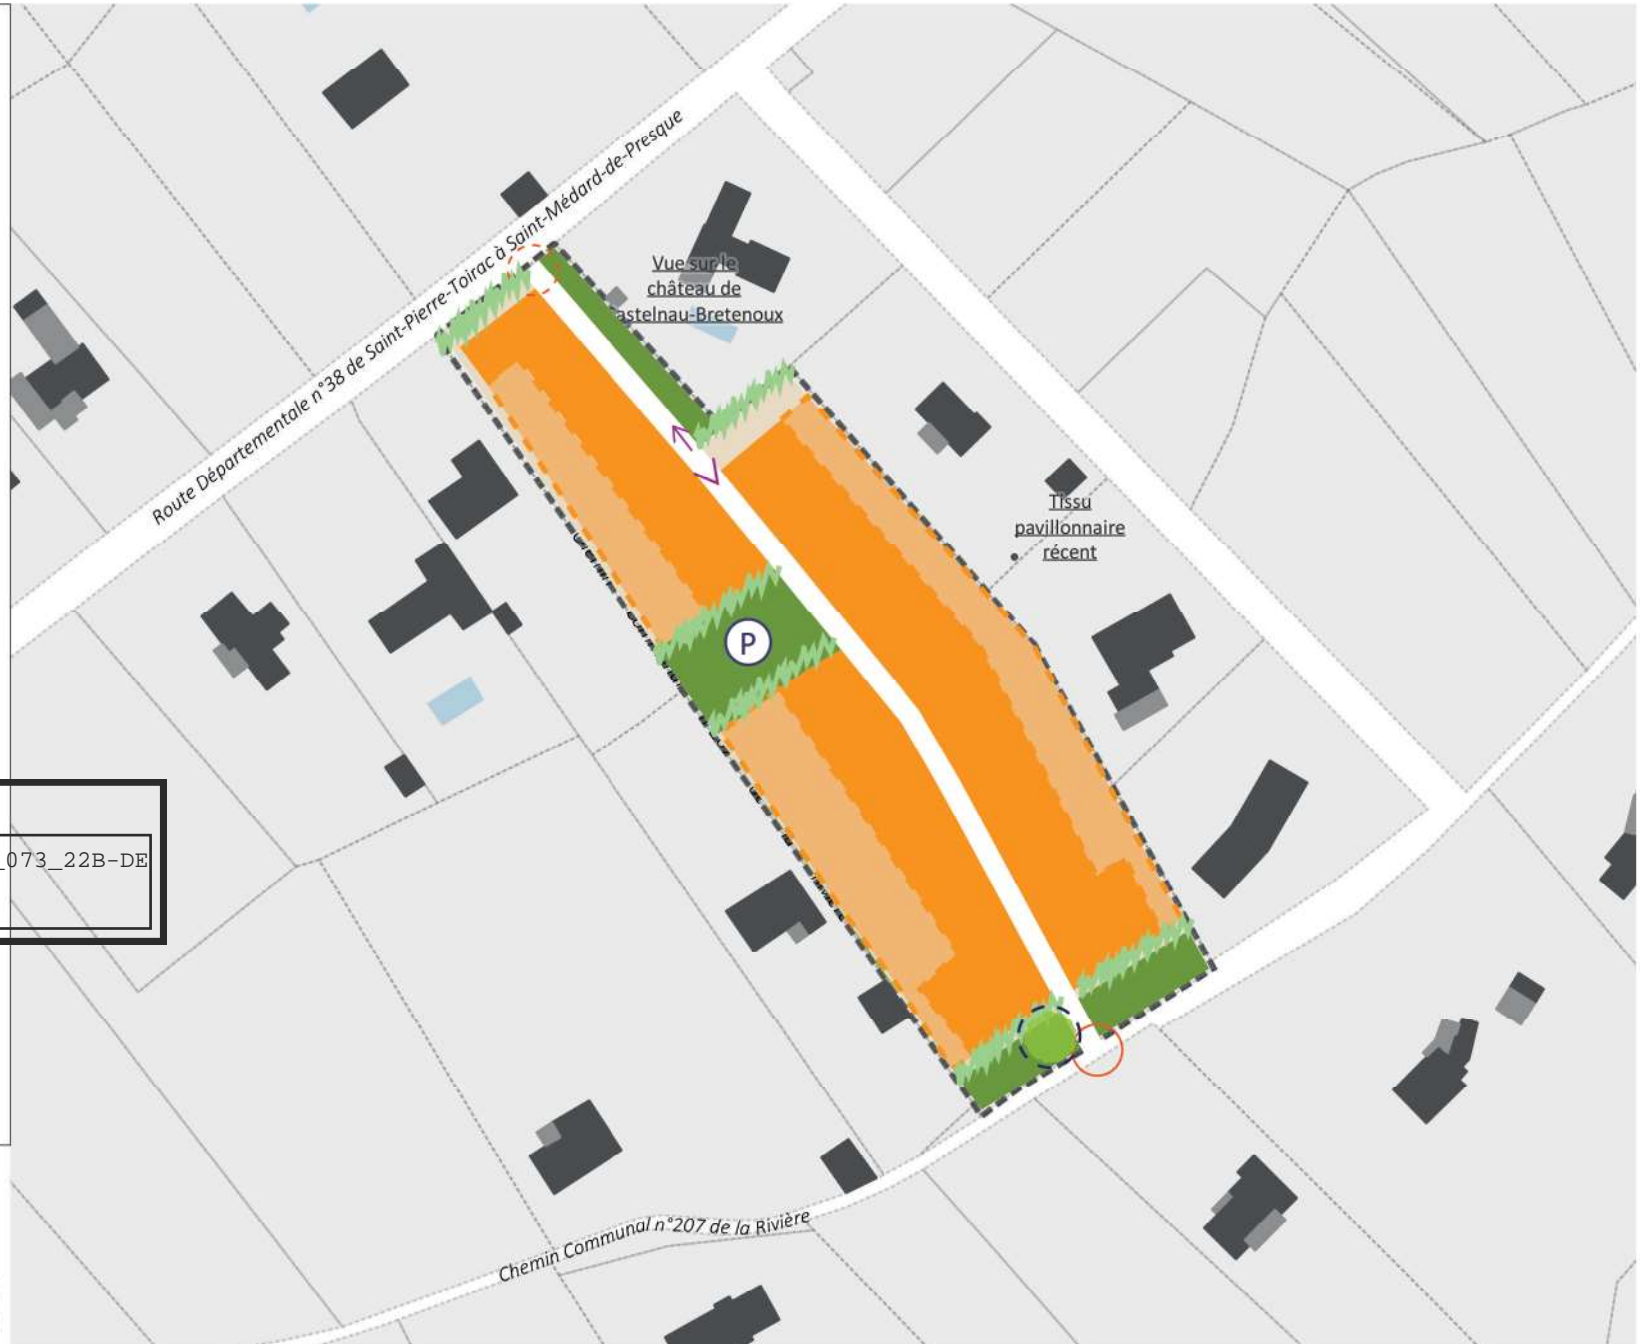 Route Départementale n°38 de Saint-Pierre-Toirac à Saint-Médard-de-Presque
Vue sur le
château de
astelnau-Bretenoux
Tissu
pavillonnaire
récent
P
_073_22B-DE
Chemin Communal n°207 de la Rivière